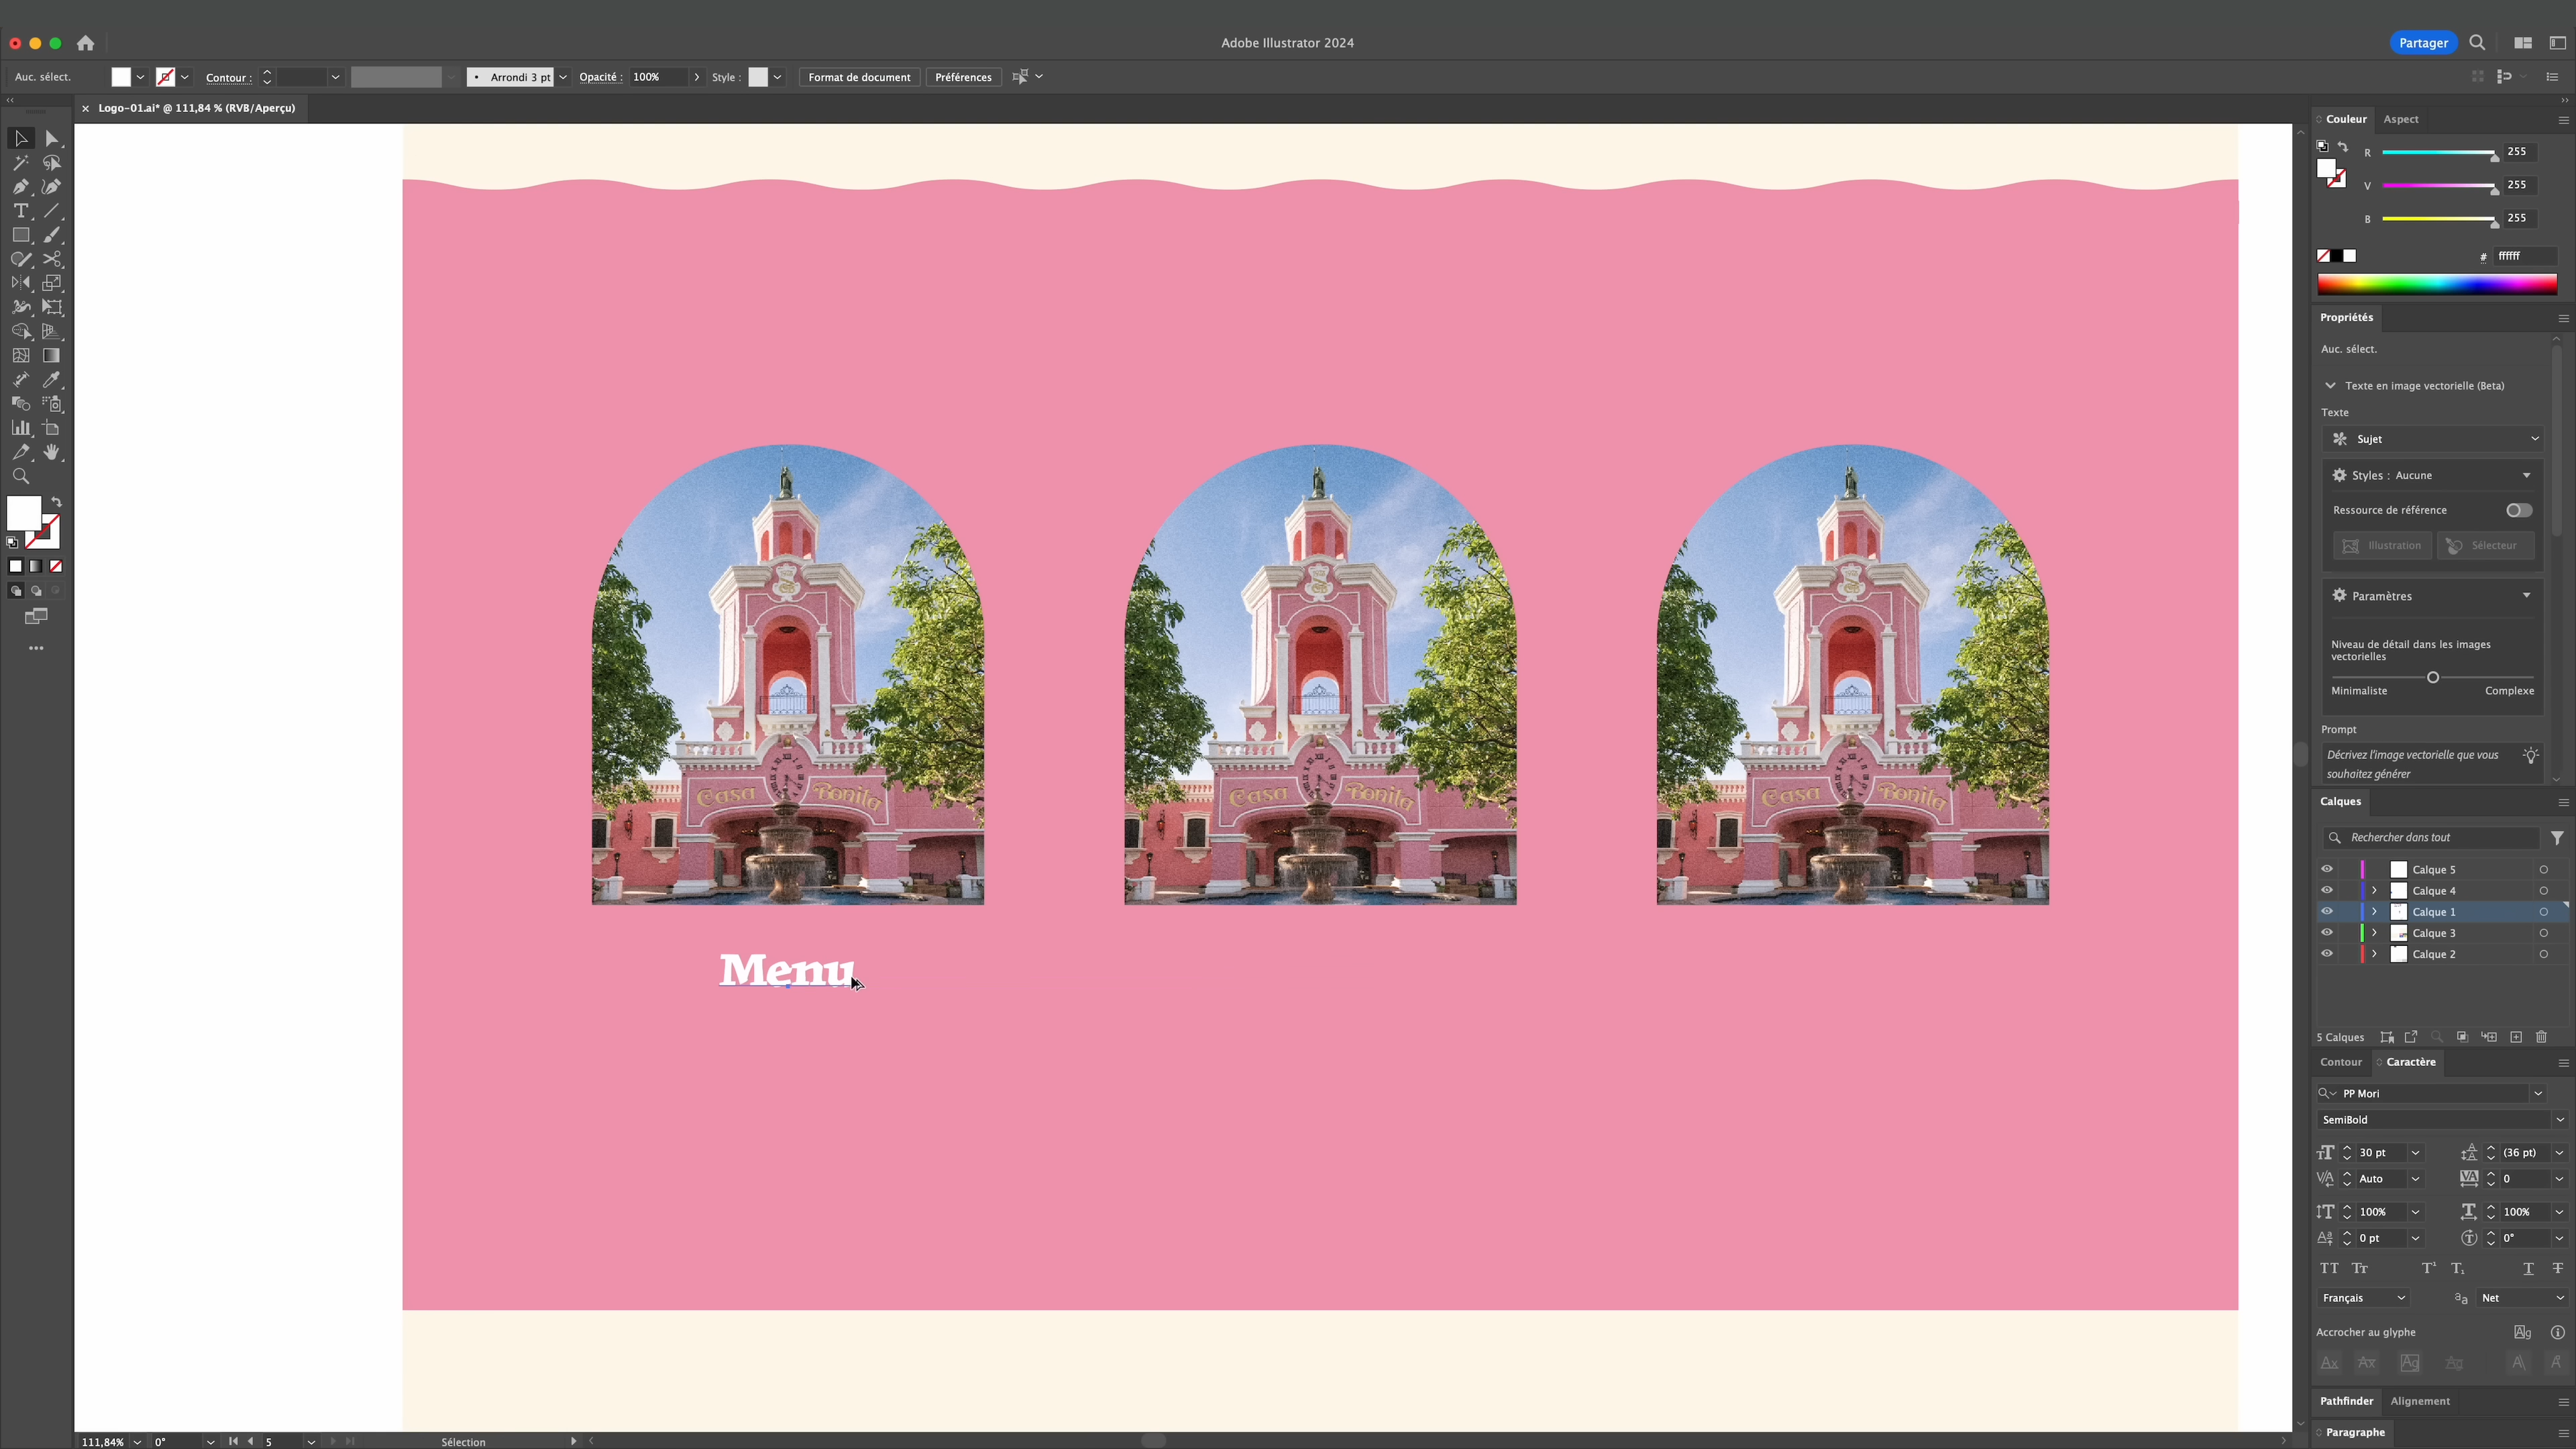 Adobe Illustrator 2024
Partager
Auc. sélect.
Contour :
Arrondi 3 pt
Opacité : 100%
Style :
Format de document
Préférences
× Logo-01.ai* @ 111,84 % (RVB/Aperçu)
Couleur Aspect
R 255
V 255
B 255
# ffffff
Propriétés
Auc. sélect.
Texte en image vectorielle (Beta)
Texte
Sujet
Styles : Aucune
Ressource de référence
Illustration Sélecteur
Paramètres
Niveau de détail dans les images
vectorielles
Minimaliste Complexe
Prompt
Décrivez l'image vectorielle que vous
souhaitez générer
Casa Bonita Casa Bonita Casa Bonita
Menu
Calques
Rechercher dans tout
Calque 5
Calque 4
Calque 1
Calque 3
Calque 2
5 Calques
Contour Caractère
PP Mori
SemiBold
30 pt (36 pt)
Auto 0
100% 100%
0 pt 0°
Français
Net
Accrocher au glyphe
Pathfinder Alignement
Paragraphe
111,84% 0° 5 Sélection